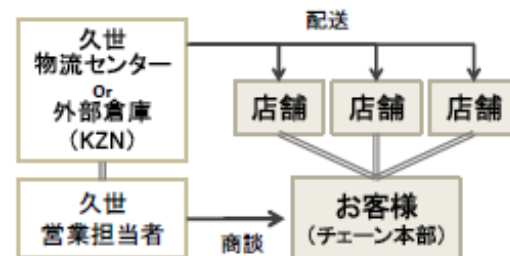 久世
物流センター
Or
外部倉庫
(KZN)
配送
店舗
店舗
店舗
久世
営業担当者
商談
お客様
(チェーン本部)